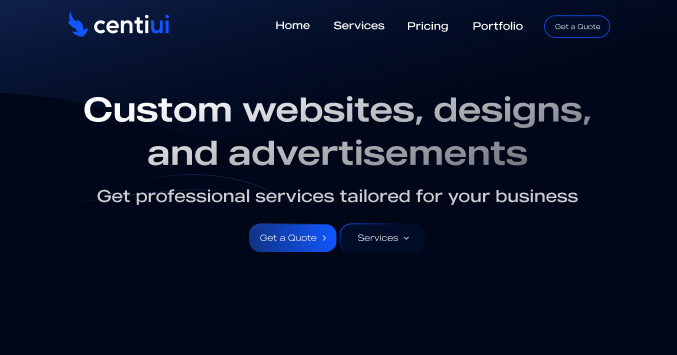 centiui
Home Services Pricing Portfolio Get a Quote
Custom websites, designs,
and advertisements
Get professional services tailored for your business
Get a Quote Services